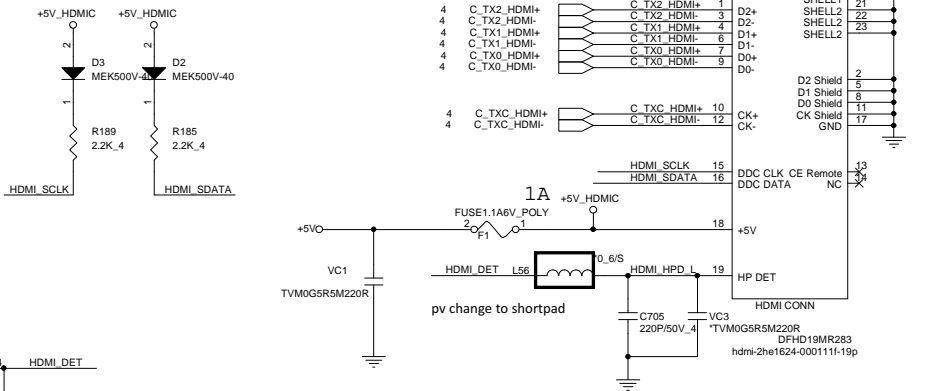 +5V_HDMIC
+5V_HDMIC
2
2
D3
MEK500V-40
D2
MEK500V-40
1
1
R189
2.2K_4
R185
2.2K_4
HDMI_SCLK
HDMI_SDATA
4 C_TX2_HDMI+ C_TX2_HDMI+ 1 D2+
4 C_TX2_HDMI- C_TX2_HDMI- 3 D2-
4 C_TX1_HDMI+ C_TX1_HDMI+ 4 D1+
4 C_TX1_HDMI- C_TX1_HDMI- 6 D1-
4 C_TX0_HDMI+ C_TX0_HDMI+ 7 D0+
4 C_TX0_HDMI- C_TX0_HDMI- 9 D0-
4 C_TXC_HDMI+ C_TXC_HDMI+ 10 CK+
4 C_TXC_HDMI- C_TXC_HDMI- 12 CK-
SHELL2 21
SHELL2 22
23
D2 Shield 2
D1 Shield 5
D0 Shield 8
CK Shield 11
GND 17
HDMI_SCLK 15 DDC CLK CE Remote 13
HDMI_SDATA 16 DDC DATA NC 14
1A
+5V_HDMIC
FUSE1.1A6V_POLY
+5V 2 1 18 +5V
F1
VC1
TVM0G5R5M220R
*0_6/S
HDMI_DET L56 HDMI_HPD_L 19 HP DET
pv change to shortpad
HDMI CONN
C705
220P/50V_4
VC3
*TVM0G5R5M220R
DFHD19MR283
hdmi-2he1624-000111f-19p
HDMI_DET